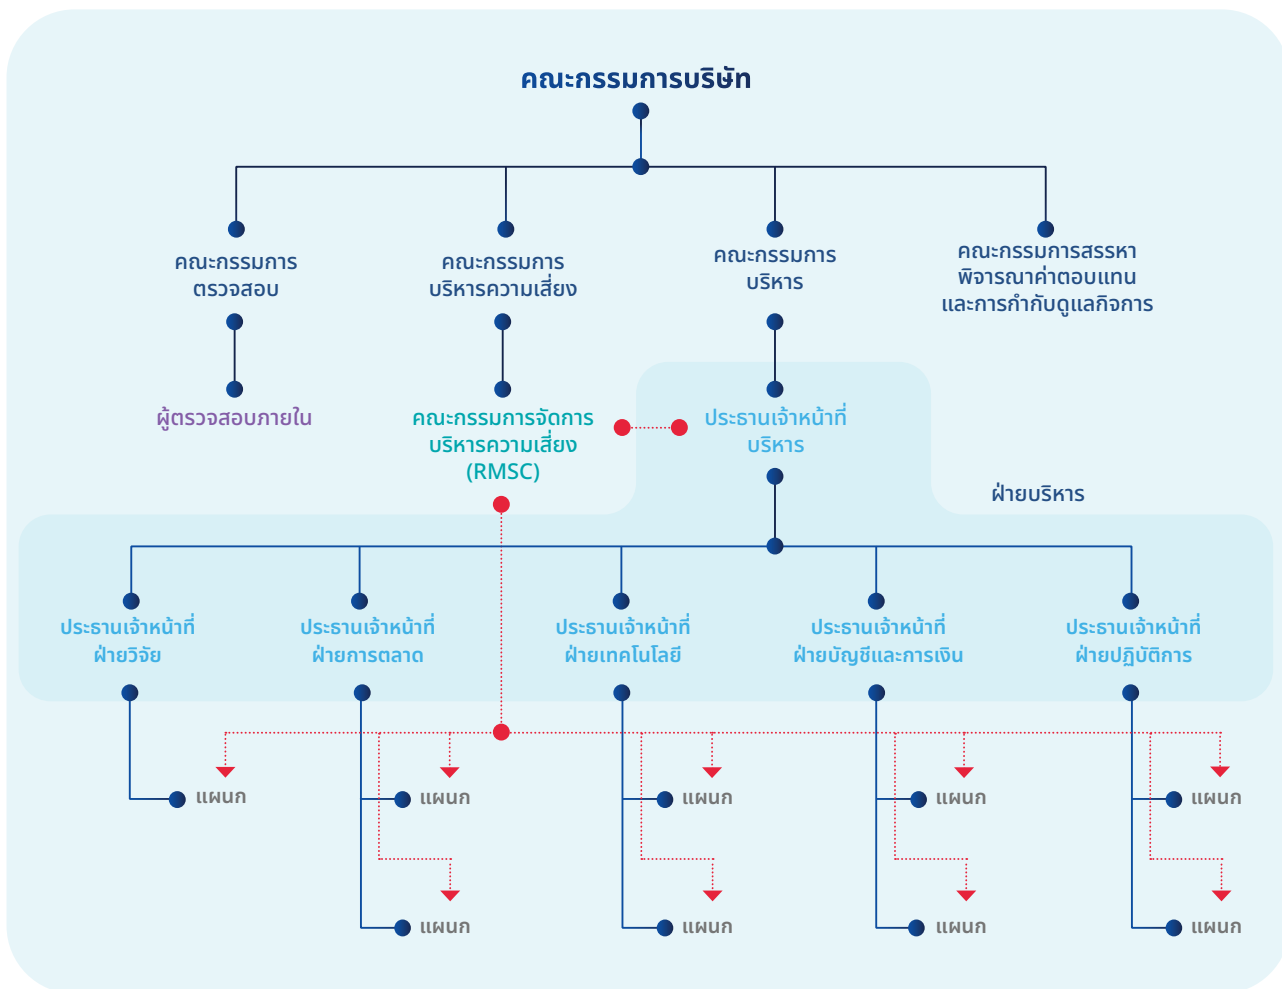 คณะกรรมการบริษัท
คณะกรรมการ
ตรวจสอบ
คณะกรรมการ
บริหารความเสี่ยง
คณะกรรมการ
บริหาร
คณะกรรมการสรรหา
พิจารณาค่าตอบแทน
และการกำกับดูแลกิจการ
ผู้ตรวจสอบภายใน
คณะกรรมการจัดการ
บริหารความเสี่ยง
(RMSC)
ประธานเจ้าหน้าที่
บริหาร
ฝ่ายบริหาร
ประธานเจ้าหน้าที่
ฝ่ายวิจัย
ประธานเจ้าหน้าที่
ฝ่ายการตลาด
ประธานเจ้าหน้าที่
ฝ่ายเทคโนโลยี
ประธานเจ้าหน้าที่
ฝ่ายบัญชีและการเงิน
ประธานเจ้าหน้าที่
ฝ่ายปฏิบัติการ
แผนก
แผนก
แผนก
แผนก
แผนก
แผนก
แผนก
แผนก
แผนก